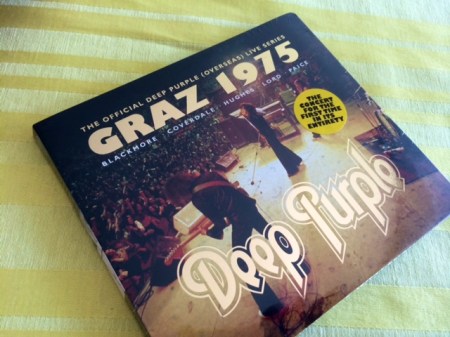 THE OFFICIAL DEEP PURPLE (OVERSEAS) LIVE SERIES
GRAZ 1975
BLACKMORE COVERDALE HUGHES LORD PAICE
THE CONCERT
FOR THE
FIRST TIME
IN ITS
ENTIRETY
Deep Purple